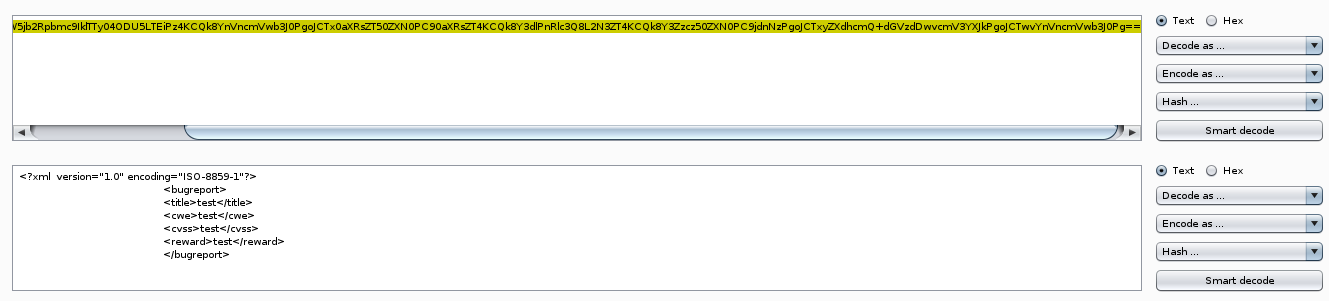 5jb2Rpbmc9IklTTy04ODU5LTEiPz4KCQk8YnVncmVwb3J0PgoJCTx0aXRsZT50ZXN0PC90aXRsZT4KCQk8Y3dlPnRlc3Q8L2N3ZT4KCQk8Y3Zzcz50ZXN0PC9jdnNzPgoJCTxyZXdhcmQ+dGVzdDwvcmV3YXJkPgoJCTwvYnVncmVwb3J0Pg==
Text Hex
Decode as ...
Encode as ...
Hash ...
Smart decode
<?xml version="1.0" encoding="ISO-8859-1"?>
<bugreport>
<title>test</title>
<cwe>test</cwe>
<cvss>test</cvss>
<reward>test</reward>
</bugreport>
Text Hex
Decode as ...
Encode as ...
Hash ...
Smart decode